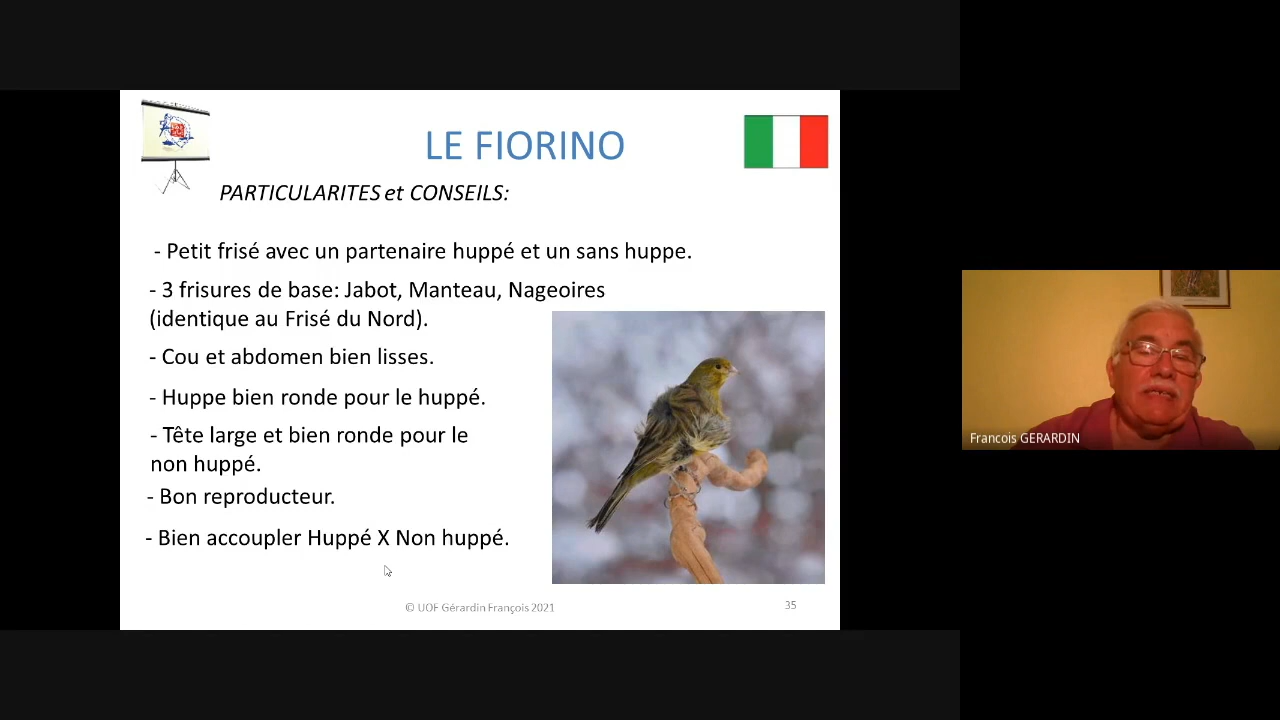 LE FIORINO
PARTICULARITES et CONSEILS:
- Petit frisé avec un partenaire huppé et un sans huppe.
- 3 frisures de base: Jabot, Manteau, Nageoires
(identique au Frisé du Nord).
- Cou et abdomen bien lisses.
- Huppe bien ronde pour le huppé.
- Tête large et bien ronde pour le
non huppé.
- Bon reproducteur.
- Bien accoupler Huppé X Non huppé.
© UOF Gérardin François 2021
35
Francois GERARDIN